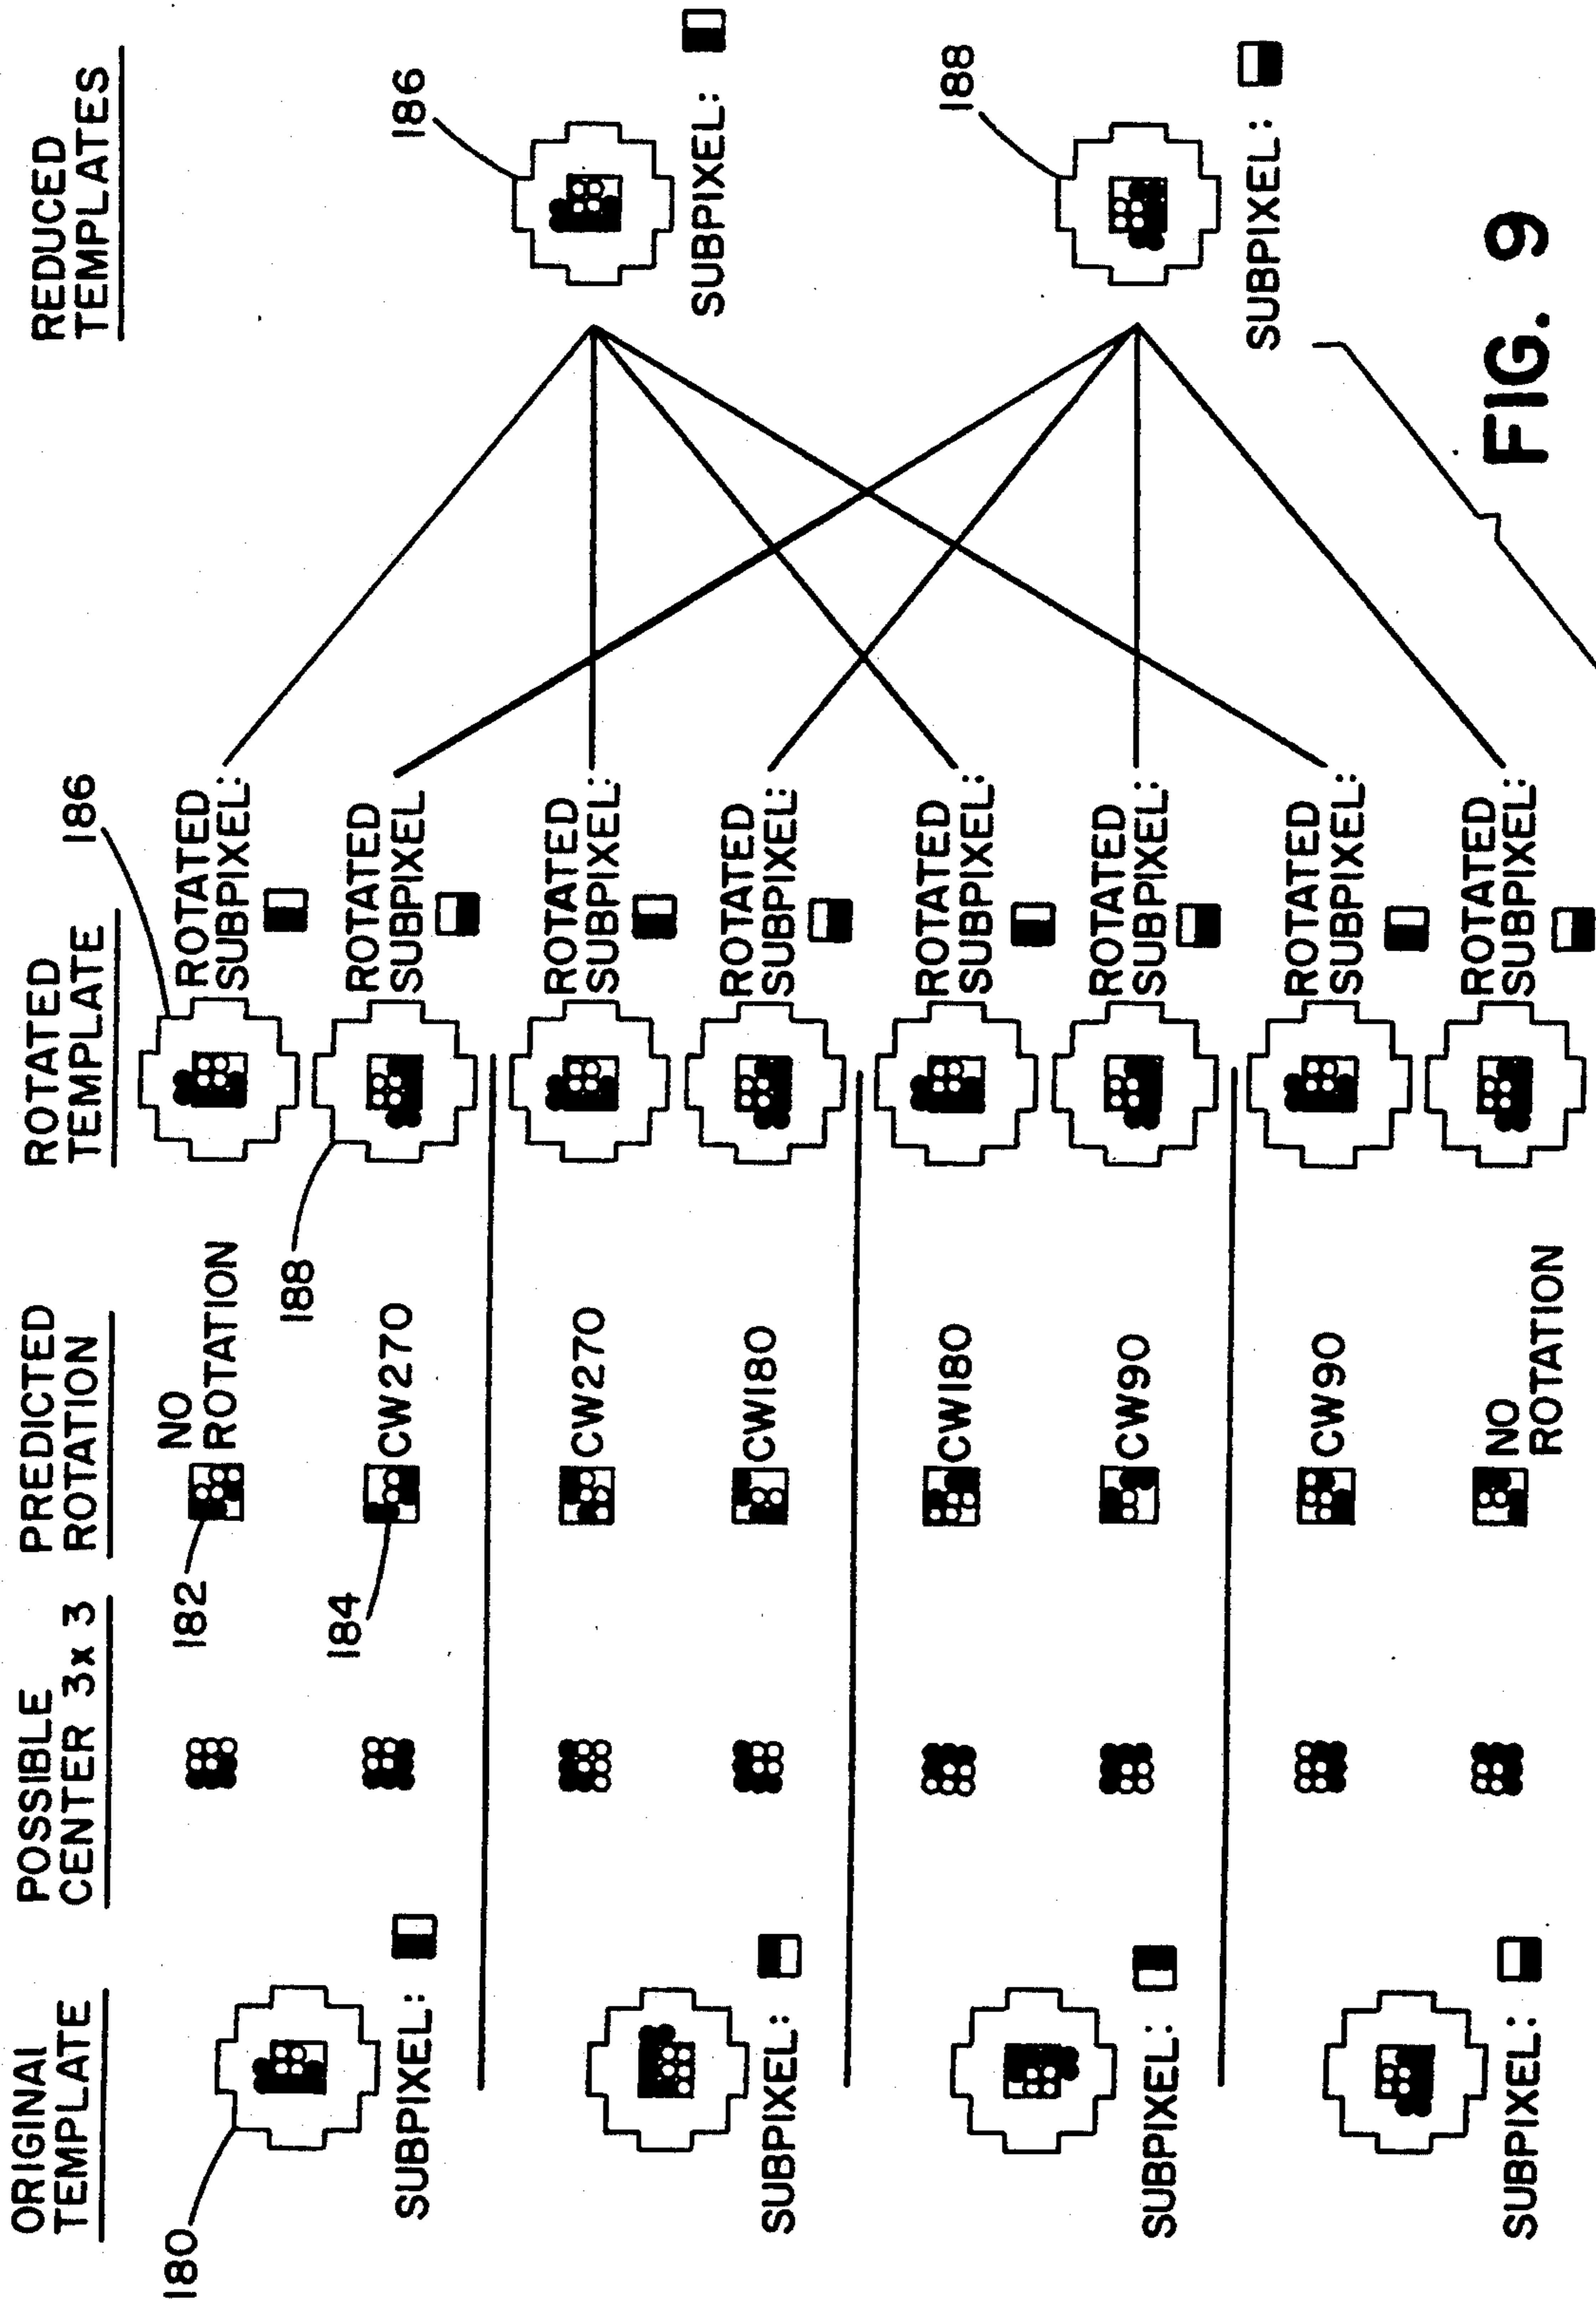 ORIGINAL
TEMPLATE
POSSIBLE
CENTER 3x3
PREDICTED
ROTATION
ROTATED
TEMPLATE
REDUCED
TEMPLATES
180
SUBPIXEL:
182
NO
ROTATION
186
ROTATED
SUBPIXEL:
184
CW270
188
ROTATED
SUBPIXEL
186
SUBPIXEL:
SUBPIXEL:
CW270
ROTATED
SUBPIXEL:
CW180
ROTATED
SUBPIXEL:
188
SUBPIXEL:
SUBPIXEL:
CW180
ROTATED
SUBPIXEL:
CW90
ROTATED
SUBPIXEL:
SUBPIXEL:
CW90
ROTATED
SUBPIXEL:
NO
ROTATION
ROTATED
SUBPIXEL:
FIG. 9